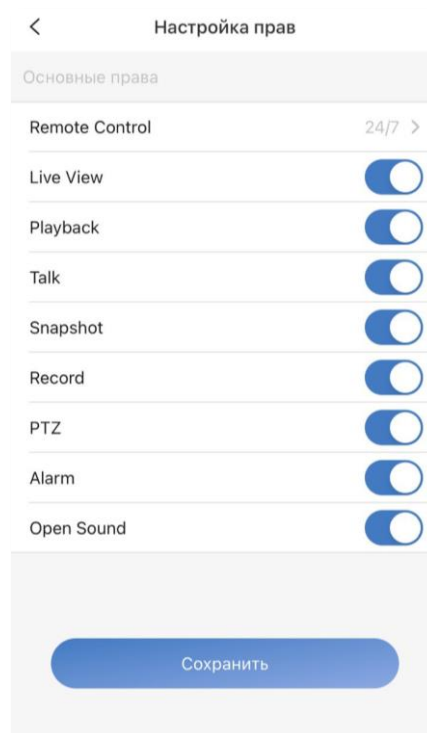 Настройка прав
Основные права
Remote Control 24/7
Live View
Playback
Talk
Snapshot
Record
PTZ
Alarm
Open Sound
Сохранить